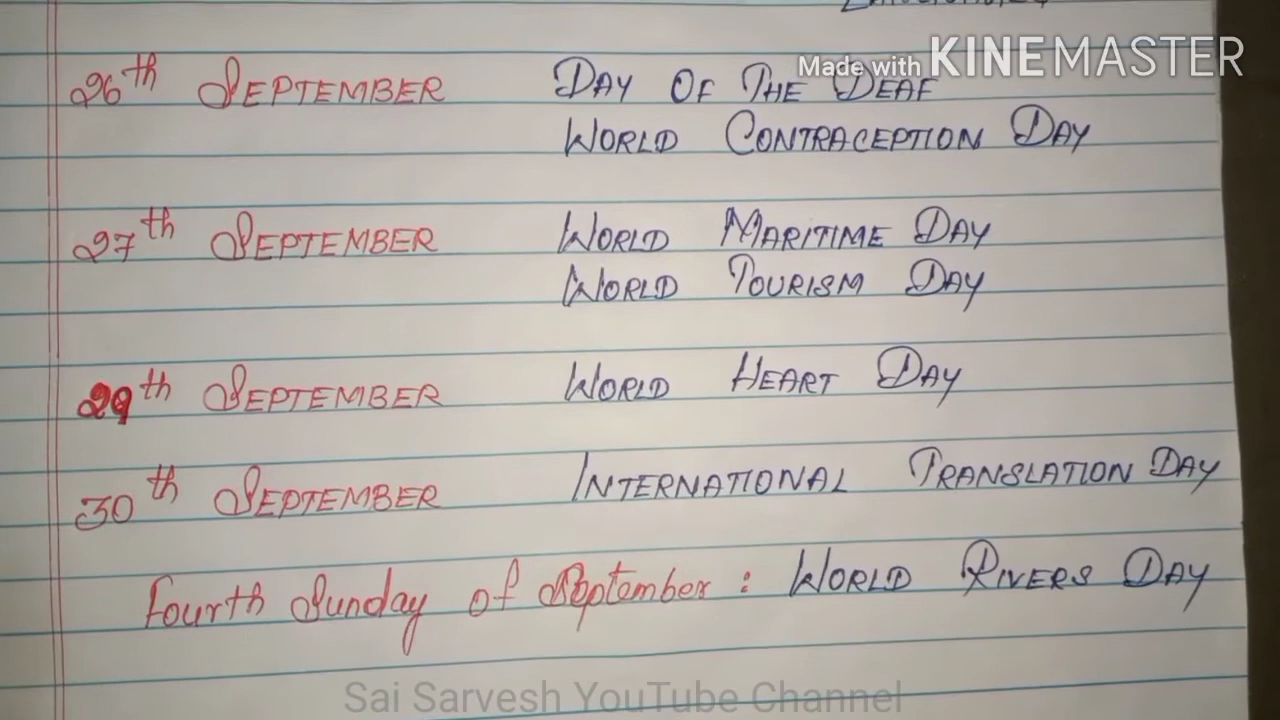 Made with KINEMASTER
26th SEPTEMBER DAY OF THE DEAF
WORLD CONTRACEPTION DAY
27th SEPTEMBER WORLD MARITIME DAY
WORLD TOURISM DAY
29th SEPTEMBER WORLD HEART DAY
30th SEPTEMBER INTERNATIONAL TRANSLATION DAY
Fourth Sunday of September : WORLD RIVERS DAY
Sai Sarvesh YouTube Channel